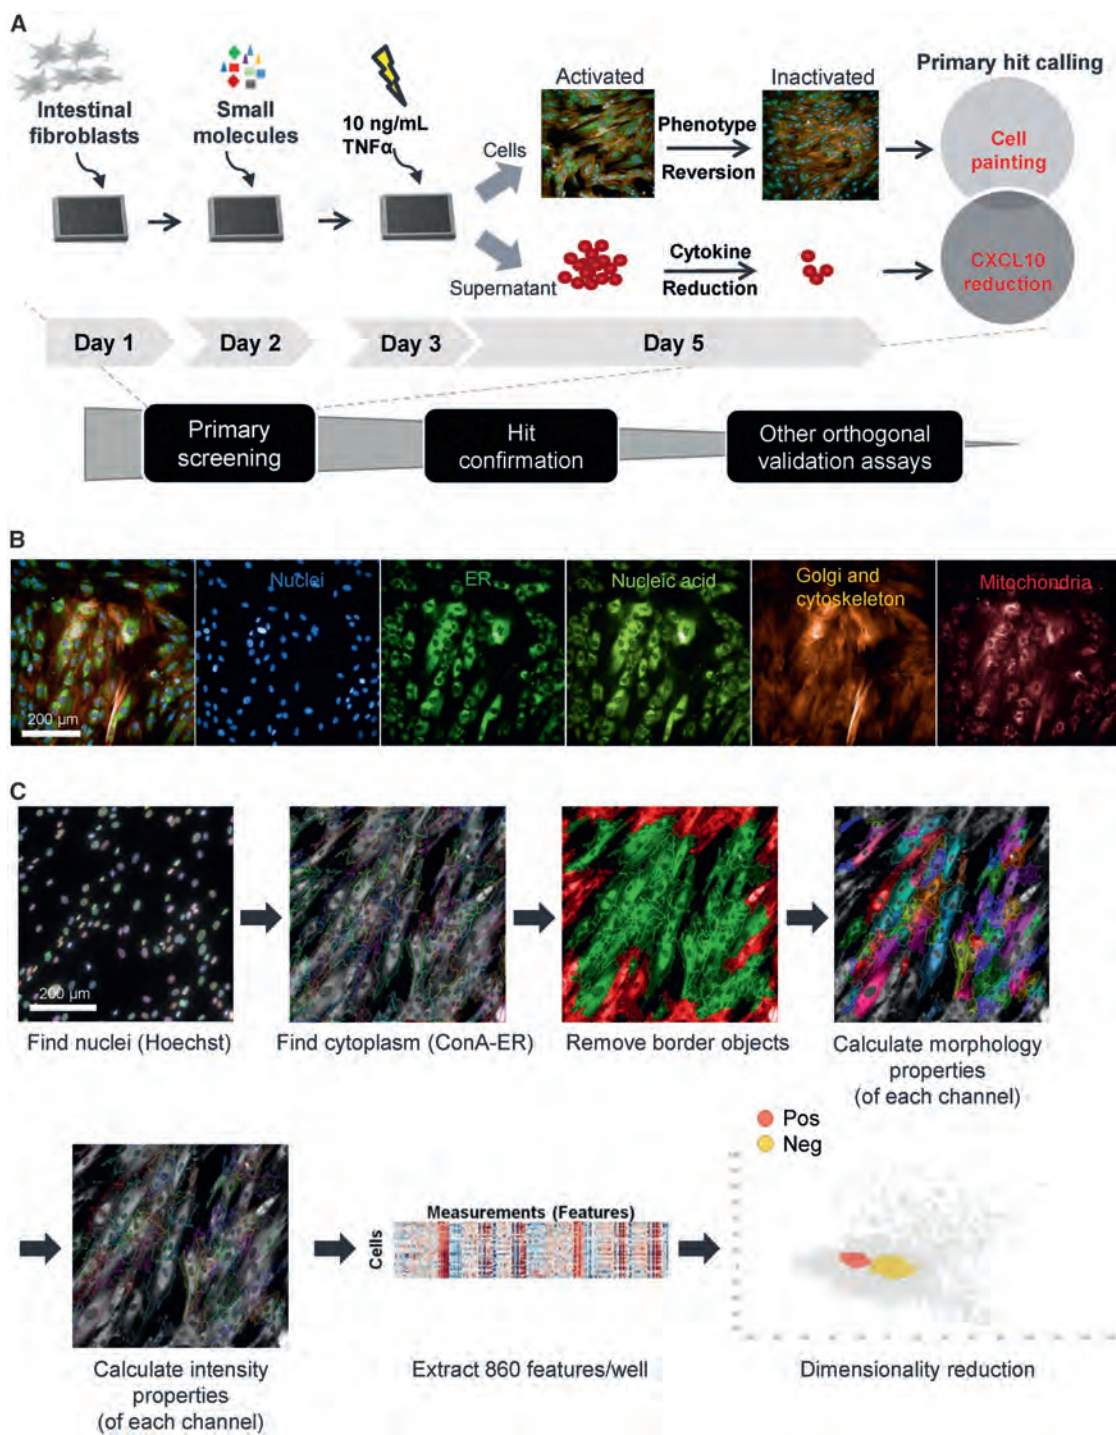 A
Intestinal
fibroblasts
Small
molecules
10 ng/mL
TNFα
Cells
Supernatant
Activated
Phenotype
Reversion
Inactivated
Cytokine
Reduction
Primary hit calling
Cell
painting
CXCL10
reduction
Day 1
Day 2
Day 3
Day 5
Primary
screening
Hit
confirmation
Other orthogonal
validation assays
B
200 µm
Nuclei
ER
Nucleic acid
Golgi and
cytoskeleton
Mitochondria
C
200 µm
Find nuclei (Hoechst)
Find cytoplasm (ConA-ER)
Remove border objects
Calculate morphology
properties
(of each channel)
Calculate intensity
properties
(of each channel)
Measurements (Features)
Cells
Extract 860 features/well
Pos
Neg
Dimensionality reduction